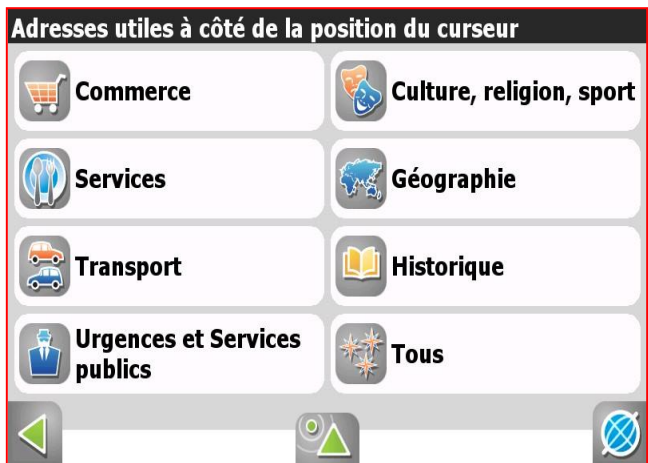 Adresses utiles à côté de la position du curseur
Commerce
Culture, religion, sport
Services
Géographie
Transport
Historique
Urgences et Services
publics
Tous